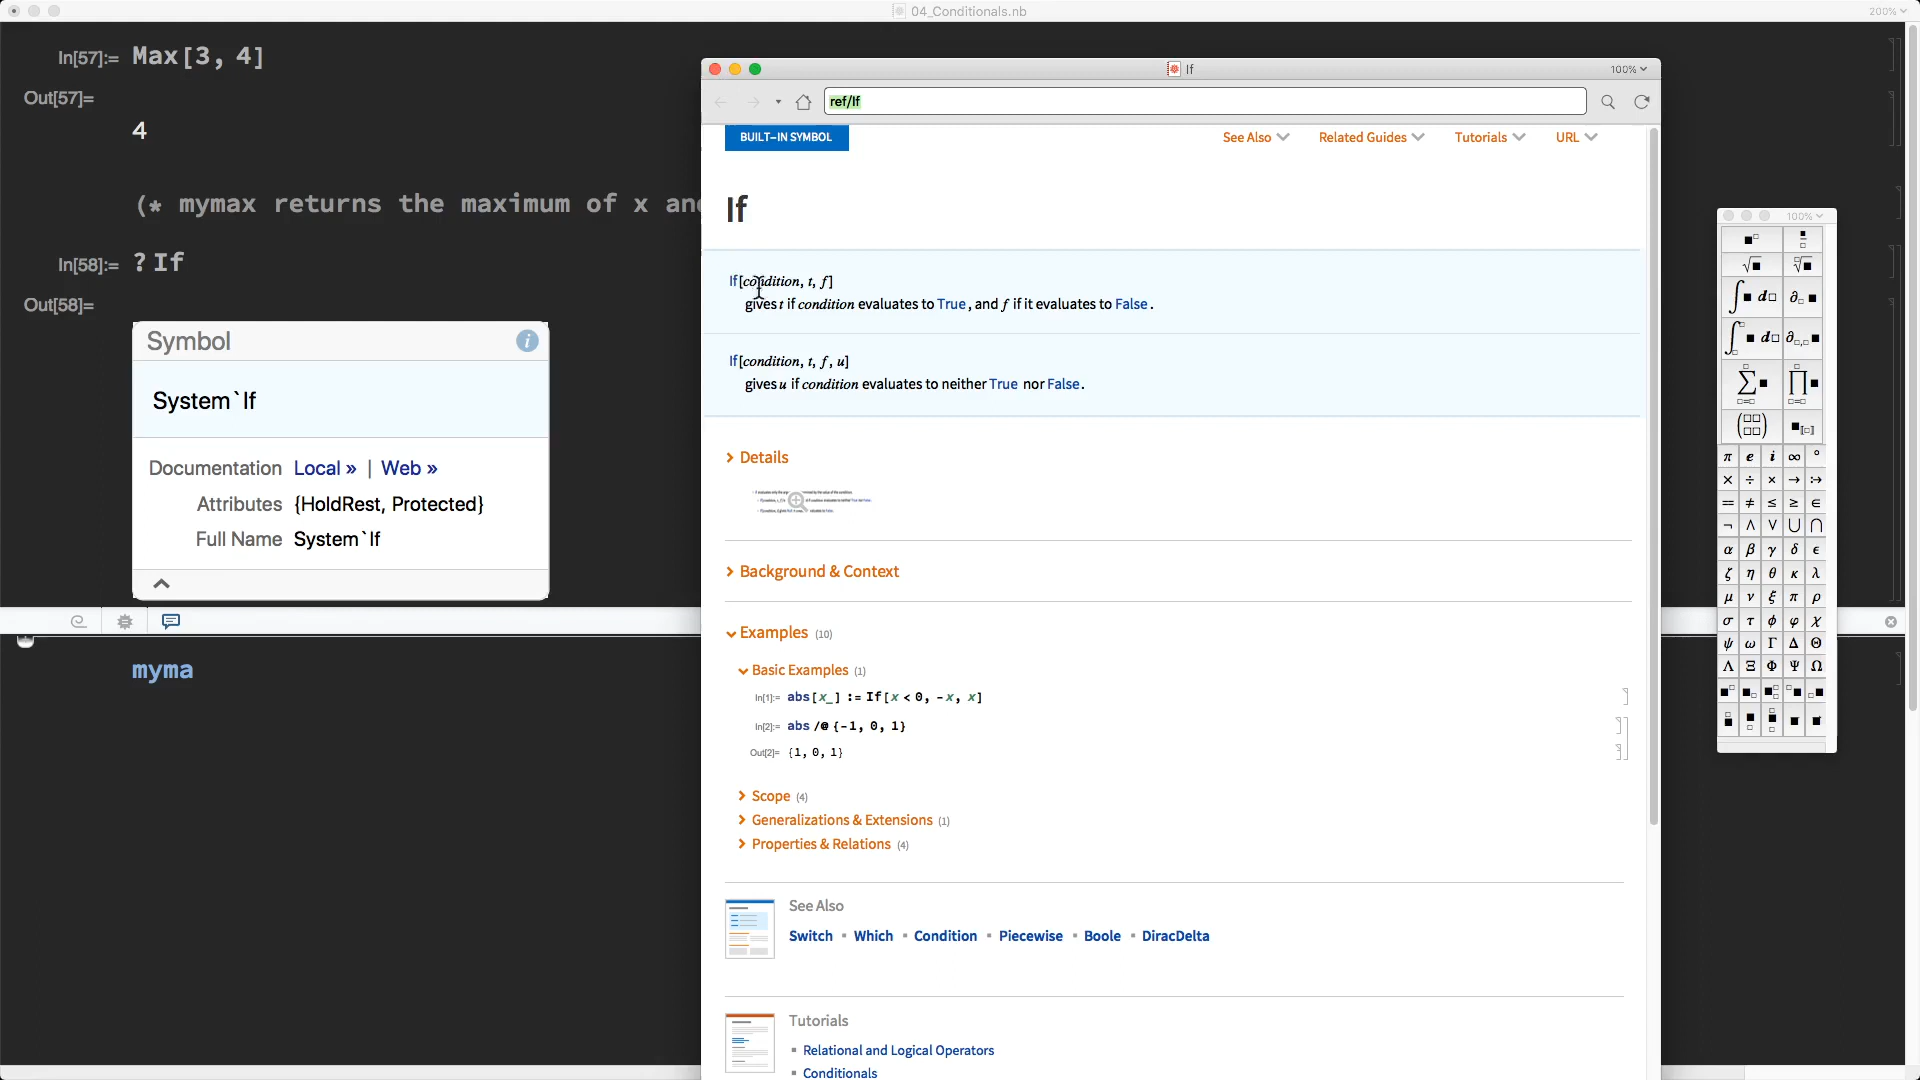 04_Conditionals.nb
200%
In[57]:= Max[3, 4]
Out[57]=
4
(* mymax returns the maximum of x and
In[58]:= ? If
Out[58]=
Symbol
System`If
Documentation Local » | Web »
Attributes {HoldRest, Protected}
Full Name System`If
myma
If
100%
ref/If
BUILT-IN SYMBOL
See Also
Related Guides
Tutorials
URL
If
If[condition, t, f]
gives t if condition evaluates to True, and f if it evaluates to False.
If[condition, t, f, u]
gives u if condition evaluates to neither True nor False.
Details
Background & Context
Examples (10)
Basic Examples (1)
In[1]:= abs[x_] := If[x < 0, -x, x]
In[2]:= abs /@ {-1, 0, 1}
Out[2]= {1, 0, 1}
Scope (4)
Generalizations & Extensions (1)
Properties & Relations (4)
See Also
Switch ▪ Which ▪ Condition ▪ Piecewise ▪ Boole ▪ DiracDelta
Tutorials
▪ Relational and Logical Operators
▪ Conditionals
100%
∫ ■ d□ ∂□ ■
∫ ■ d□ ∂□,□ ■
∑ ■ ∏ ■
π e i ∞ °
× ÷ × → :→
== ≠ ≤ ≥ ∈
¬ ∧ ∨ ∪ ∩
α β γ δ ϵ
ζ η θ κ λ
μ ν ξ π ρ
σ τ ϕ φ χ
ψ ω Γ Δ Θ
Λ Ξ Φ Ψ Ω